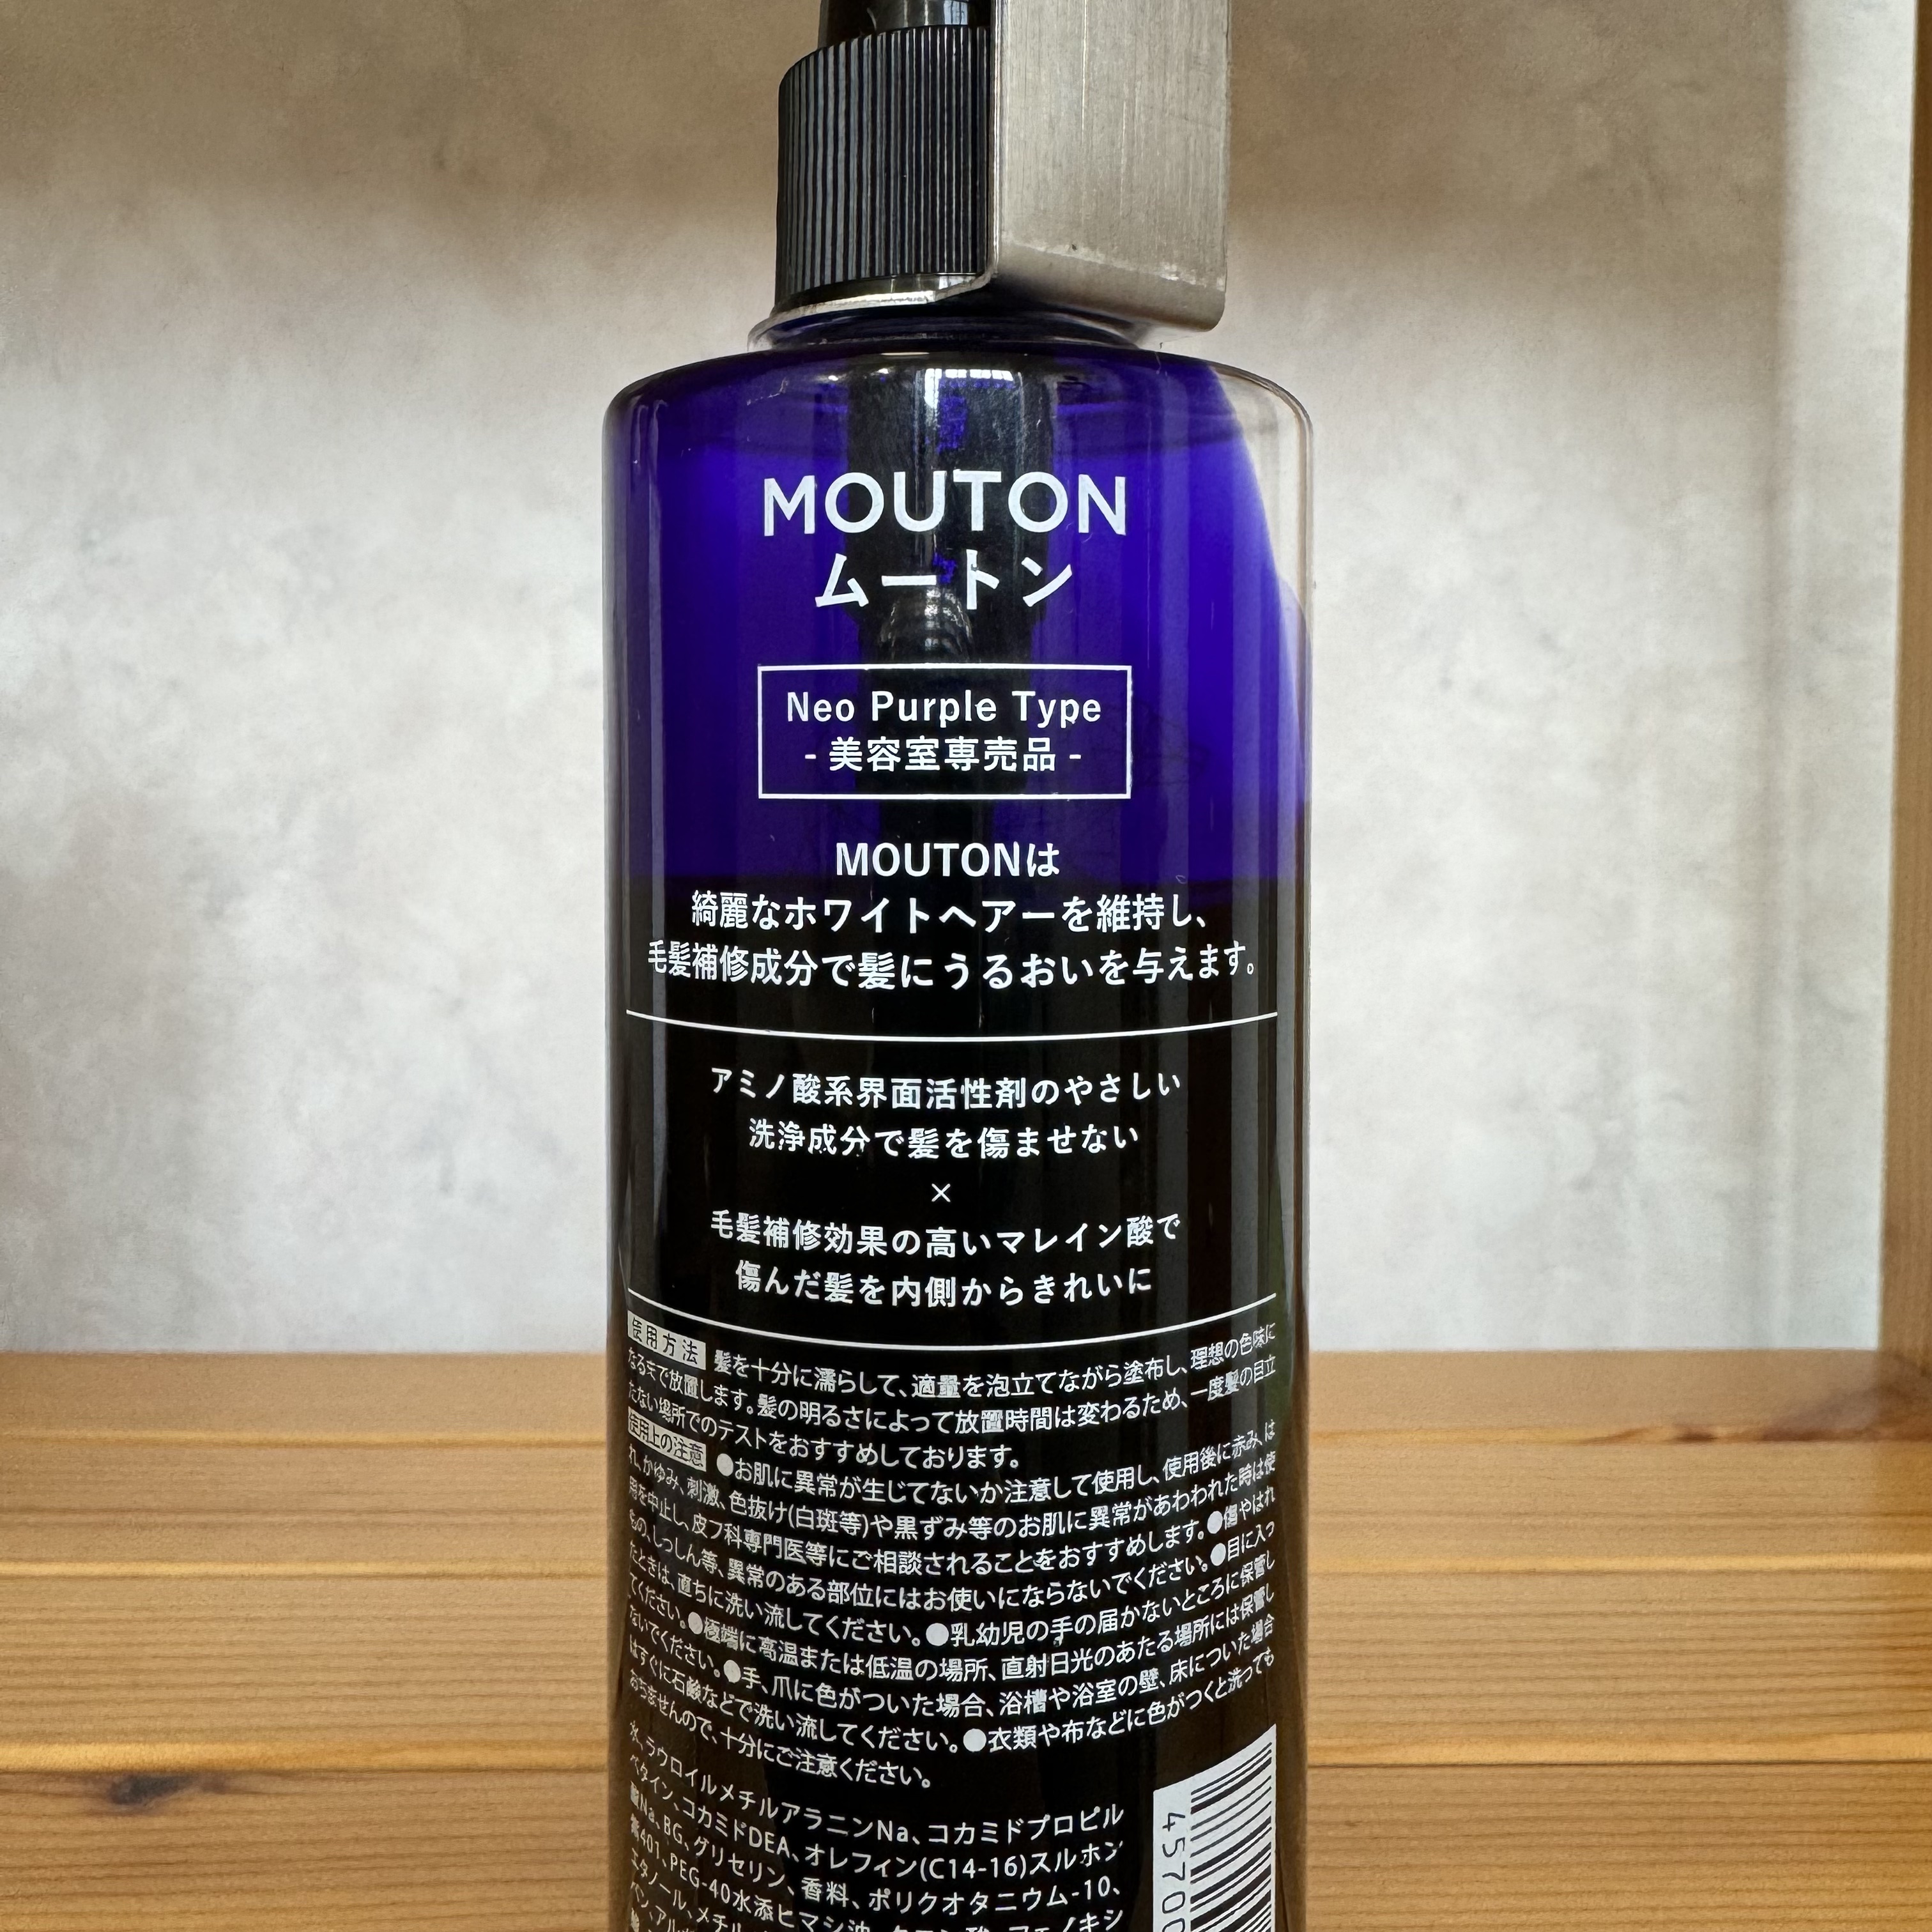 MOUTON
ムートン
Neo Purple Type
- 美容室専売品 -
MOUTONは
綺麗なホワイトヘアーを維持し、
毛髪補修成分で髪にうるおいを与えます。
アミノ酸系界面活性剤のやさしい
洗浄成分で髪を傷ませない
×
毛髪補修効果の高いマレイン酸で
傷んだ髪を内側からきれいに
使用方法 髪を十分に濡らして、適量を泡立てながら塗布し、理想の色味に
なるまで放置します。髪の明るさによって放置時間は変わるため、一度髪の目立
たない場所でのテストをおすすめしております。
使用上の注意 ●お肌に異常が生じてないか注意して使用し、使用後に赤み、は
れ、かゆみ、刺激、色抜け(白斑等)や黒ずみ等のお肌に異常があわわれた時は使
用を中止し、皮フ科専門医等にご相談されることをおすすめします。●傷やはれ
もの、しっしん等、異常のある部位にはお使いにならないでください。●目に入っ
たときは、直ちに洗い流してください。●乳幼児の手の届かないところに保管し
てください。●極端に高温または低温の場所、直射日光のあたる場所には保管し
ないでください。●手、爪に色がついた場合、浴槽や浴室の壁、床についた場合
はすぐに石鹸などで洗い流してください。●衣類や布などに色がつくと洗っても
おちませんので、十分にご注意ください。
水、ラウロイルメチルアラニンNa、コカミドプロピル
ベタイン、コカミドDEA、オレフィン(C14-16)スルホン
酸Na、BG、グリセリン、香料、ポリクオタニウム-10、
紫401、PEG-40水添ヒマシ油、クエン酸、フェノキシ
エタノール、メチル
45700